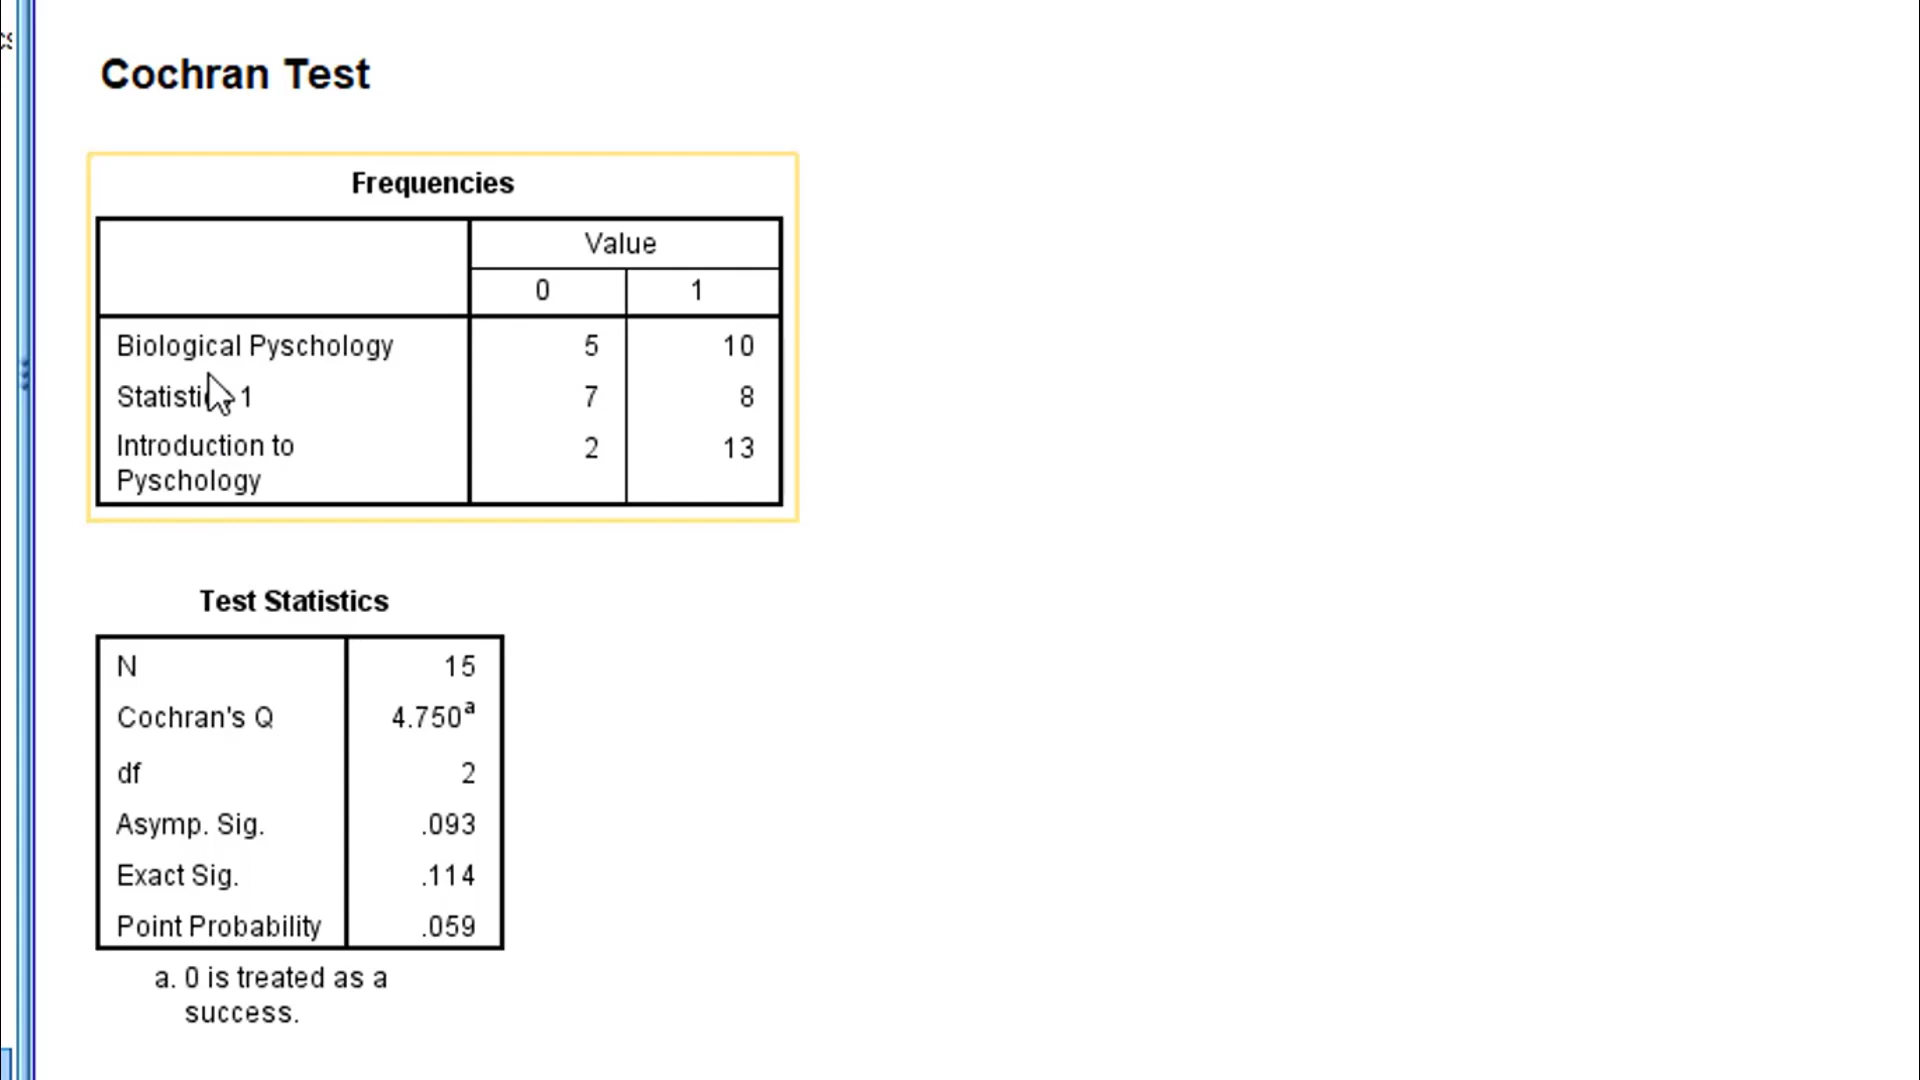 Cochran Test
Frequencies
Value
0 1
Biological Pyschology 5 10
1 7 8
Introduction to 2 13
Pyschology
Test Statistics
N 15
Cochran's Q 4.750a
df 2
Asymp. Sig. .093
Exact Sig. .114
Point Probability .059
a. 0 is treated as a
success.